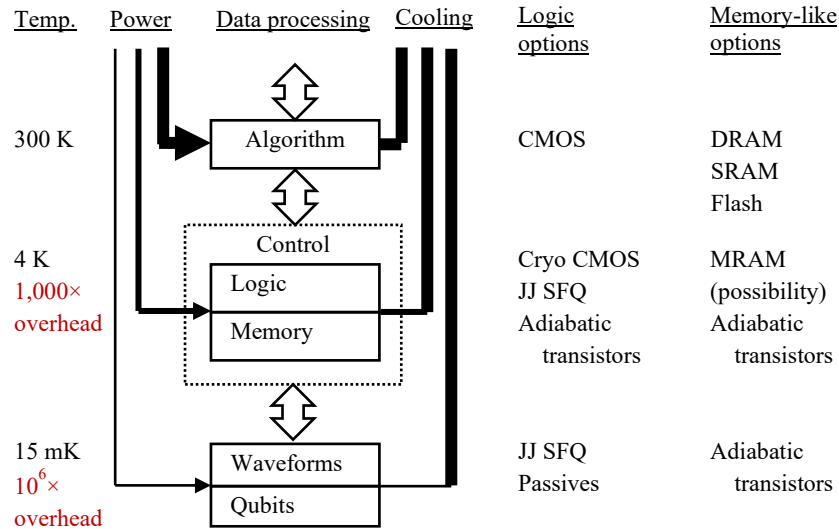 Temp. Power Data processing Cooling Logic options Memory-like options
300 K Algorithm CMOS DRAM
SRAM
Flash
Control
4 K Cryo CMOS MRAM
1,000× Logic JJ SFQ (possibility)
overhead Memory Adiabatic Adiabatic
transistors transistors
15 mK Waveforms JJ SFQ Adiabatic
10⁶× Qubits Passives transistors
overhead